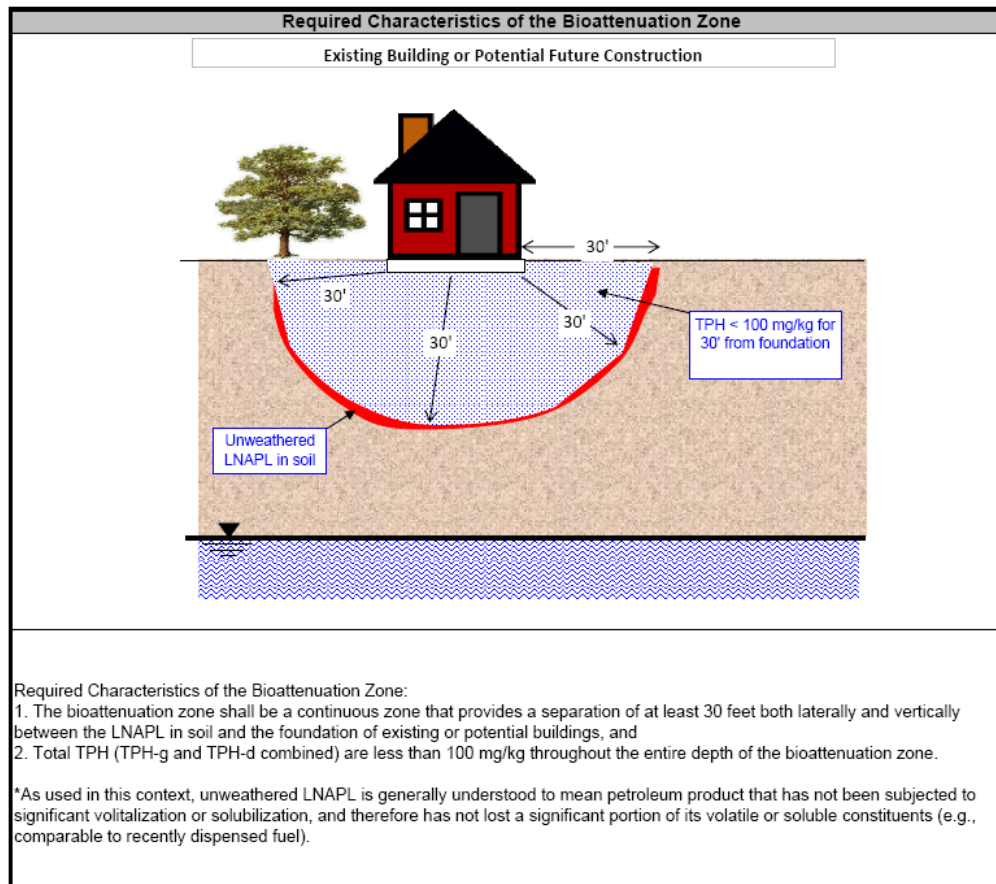 Required Characteristics of the Bioattenuation Zone
Existing Building or Potential Future Construction
30'
30'
30'
30'
TPH < 100 mg/kg for
30' from foundation
Unweathered
LNAPL in soil
Required Characteristics of the Bioattenuation Zone:
1. The bioattenuation zone shall be a continuous zone that provides a separation of at least 30 feet both laterally and vertically
between the LNAPL in soil and the foundation of existing or potential buildings, and
2. Total TPH (TPH-g and TPH-d combined) are less than 100 mg/kg throughout the entire depth of the bioattenuation zone.
*As used in this context, unweathered LNAPL is generally understood to mean petroleum product that has not been subjected to
significant volitalization or solubilization, and therefore has not lost a significant portion of its volatile or soluble constituents (e.g.,
comparable to recently dispensed fuel).